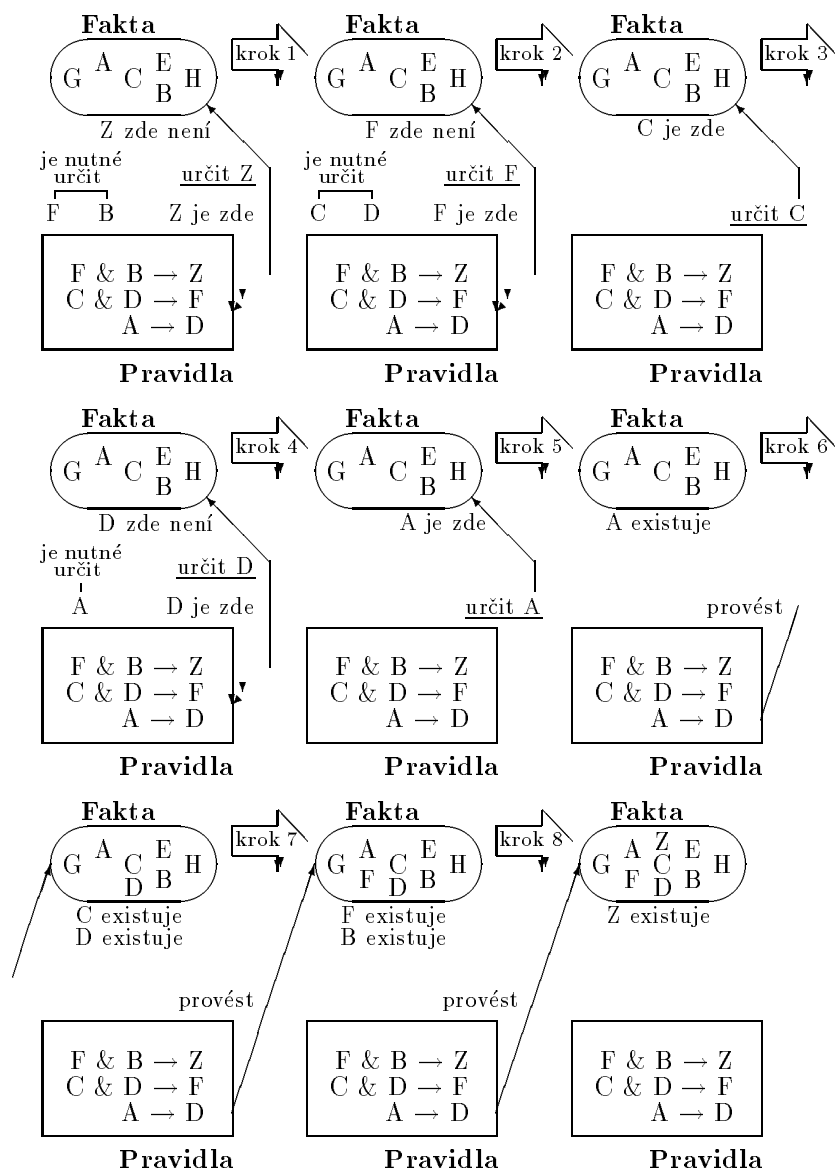 Fakta Fakta Fakta
G A C E B H krok 1 G A C E B H krok 2 G A C E B H krok 3
Z zde není F zde není C je zde
je nutné je nutné
určit určit Z určit určit F
F B Z je zde C D F je zde určit C
F & B → Z F & B → Z F & B → Z
C & D → F C & D → F C & D → F
A → D A → D A → D
Pravidla Pravidla Pravidla
Fakta Fakta Fakta
G A C E B H krok 4 G A C E B H krok 5 G A C E B H krok 6
D zde není A je zde A existuje
je nutné
určit určit D
A D je zde určit A provést
F & B → Z F & B → Z F & B → Z
C & D → F C & D → F C & D → F
A → D A → D A → D
Pravidla Pravidla Pravidla
Fakta Fakta Fakta
G A C D E B H krok 7 G A F C D E B H krok 8 G A F Z C D E B H
C existuje F existuje Z existuje
D existuje B existuje
provést provést
F & B → Z F & B → Z F & B → Z
C & D → F C & D → F C & D → F
A → D A → D A → D
Pravidla Pravidla Pravidla